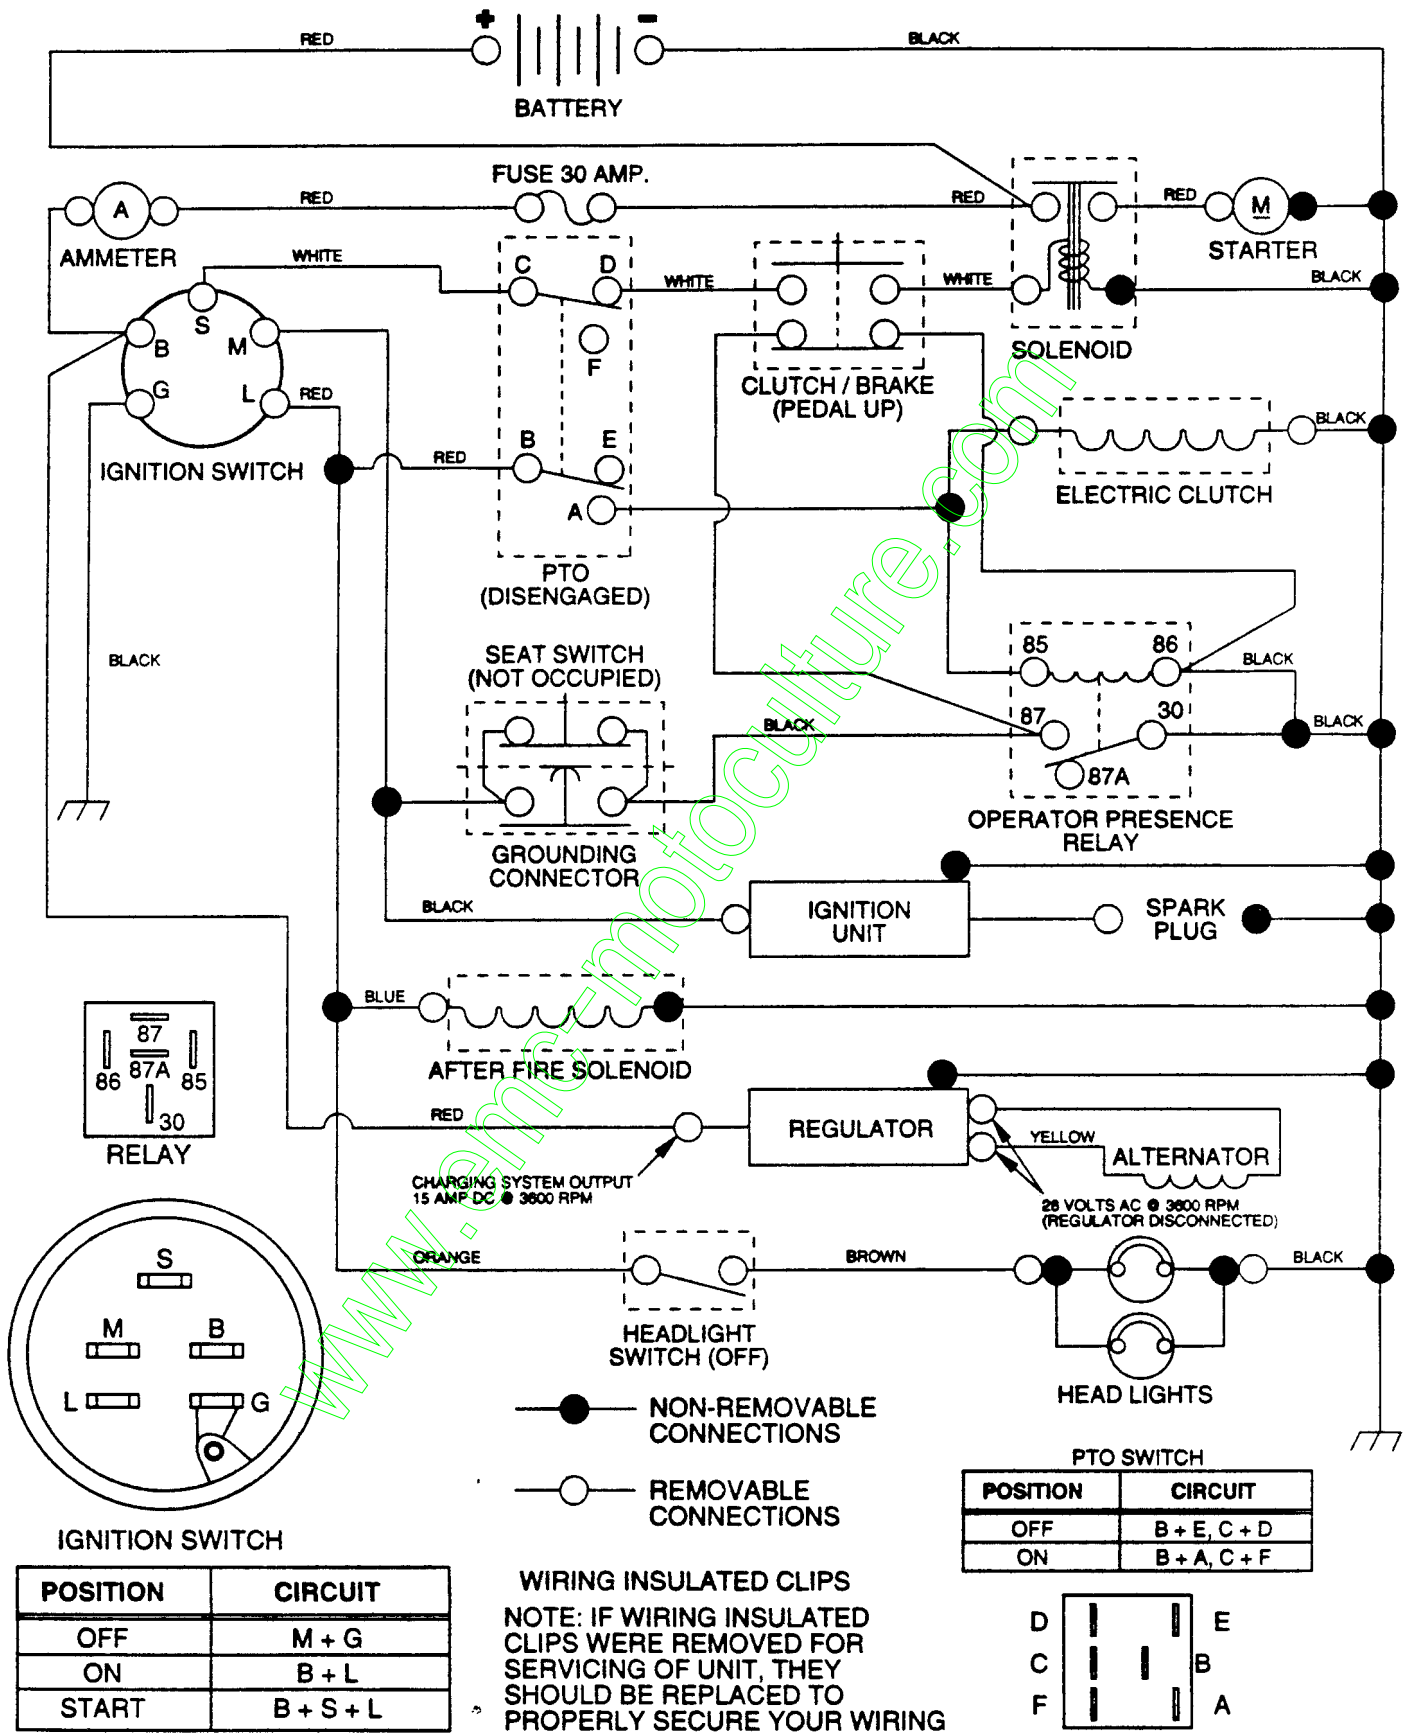 +
-
RED
BLACK
BATTERY
FUSE 30 AMP.
A
RED
RED
RED
M
AMMETER
STARTER
WHITE
C
D
WHITE
WHITE
BLACK
S
B
M
F
SOLENOID
G
L
RED
CLUTCH / BRAKE
(PEDAL UP)
BLACK
IGNITION SWITCH
RED
B
E
ELECTRIC CLUTCH
A
PTO
(DISENGAGED)
BLACK
SEAT SWITCH
(NOT OCCUPIED)
85
86
BLACK
BLACK
87
30
BLACK
87A
OPERATOR PRESENCE
RELAY
GROUNDING
CONNECTOR
BLACK
IGNITION
UNIT
SPARK
PLUG
BLUE
87
86
87A
85
30
RELAY
AFTER FIRE SOLENOID
RED
REGULATOR
YELLOW
ALTERNATOR
CHARGING SYSTEM OUTPUT
15 AMP DC @ 3600 RPM
28 VOLTS AC @ 3600 RPM
(REGULATOR DISCONNECTED)
ORANGE
BROWN
BLACK
HEADLIGHT
SWITCH (OFF)
HEAD LIGHTS
S
M
B
L
G
IGNITION SWITCH
NON-REMOVABLE
CONNECTIONS
REMOVABLE
CONNECTIONS
PTO SWITCH
POSITION CIRCUIT
OFF B + E, C + D
ON B + A, C + F
POSITION CIRCUIT
OFF M + G
ON B + L
START B + S + L
WIRING INSULATED CLIPS
NOTE: IF WIRING INSULATED
CLIPS WERE REMOVED FOR
SERVICING OF UNIT, THEY
SHOULD BE REPLACED TO
PROPERLY SECURE YOUR WIRING
D
E
C
B
F
A
www.emc-motoculture.com